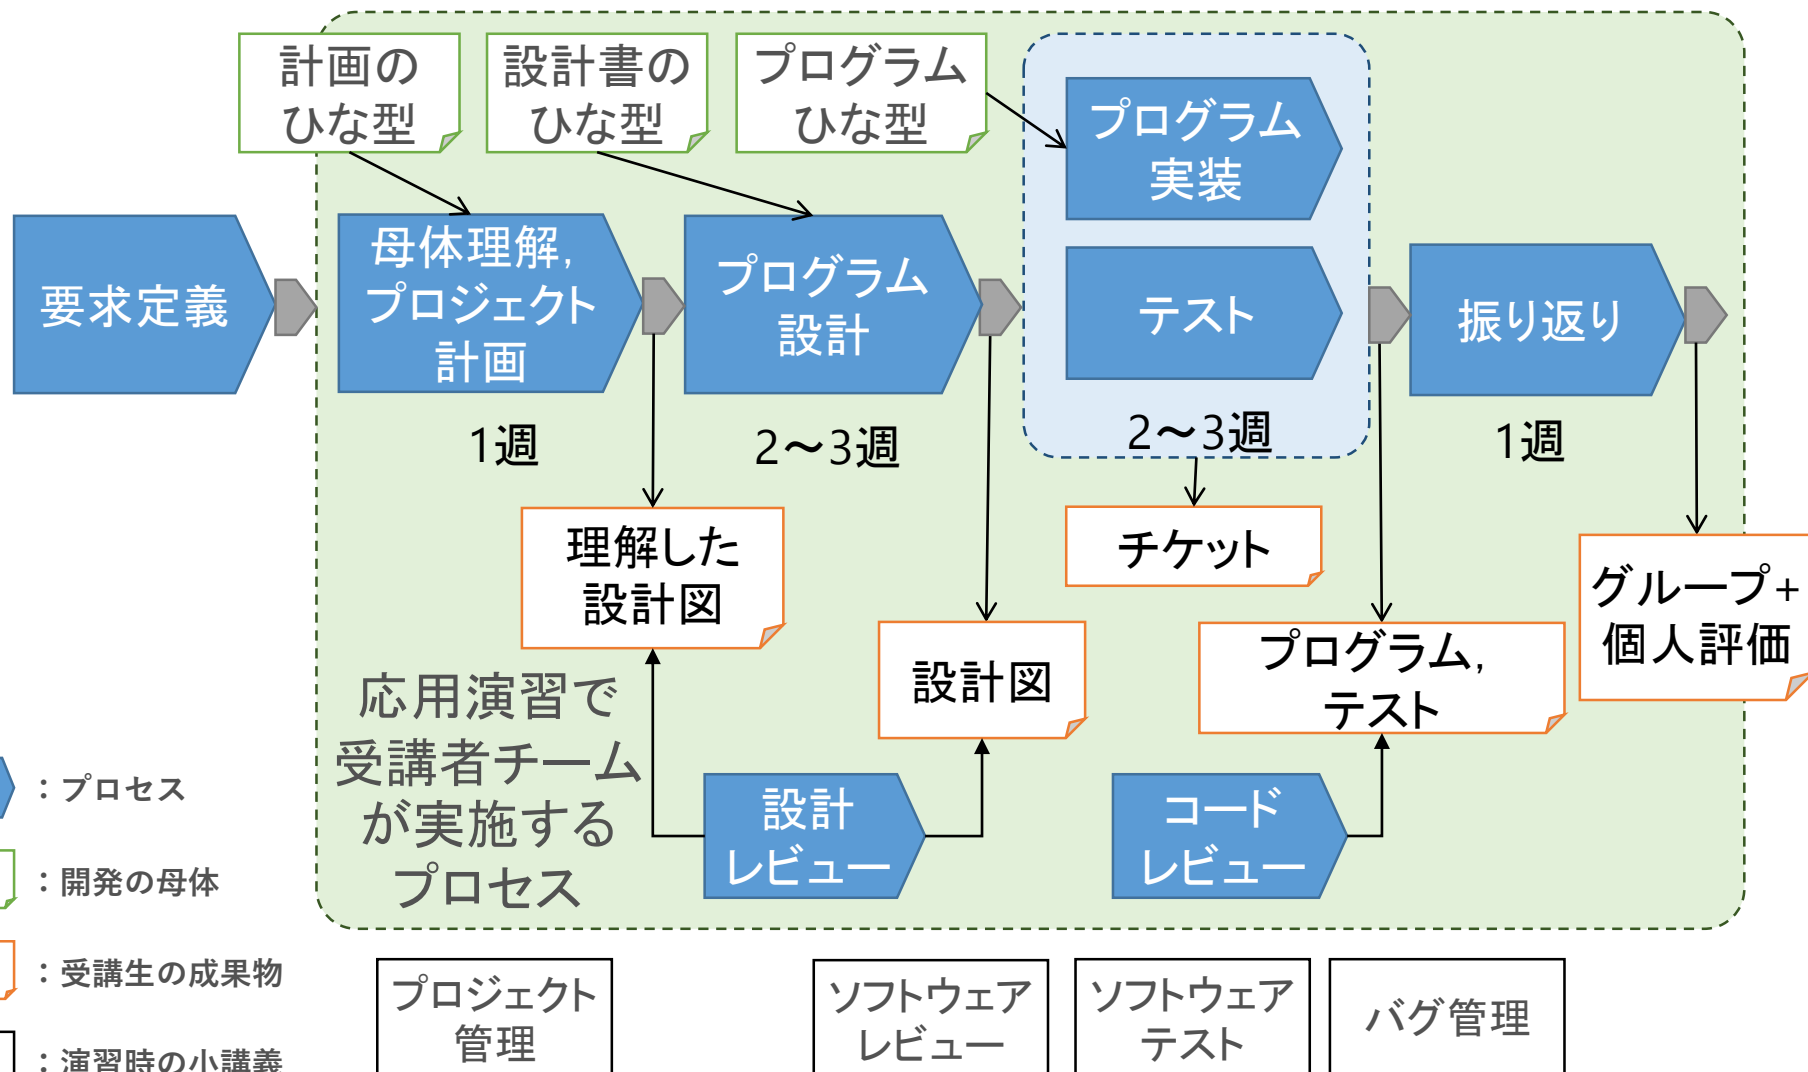 計画の
ひな型
設計書の
ひな型
プログラム
ひな型
プログラム
実装
要求定義
母体理解,
プロジェクト
計画
プログラム
設計
テスト
振り返り
1週
2～3週
2～3週
1週
理解した
設計図
チケット
グループ+
個人評価
設計図
プログラム,
テスト
応用演習で
受講者チーム
が実施する
プロセス
設計
レビュー
コード
レビュー
：プロセス
：開発の母体
：受講生の成果物
：演習時の小講義
プロジェクト
管理
ソフトウェア
レビュー
ソフトウェア
テスト
バグ管理